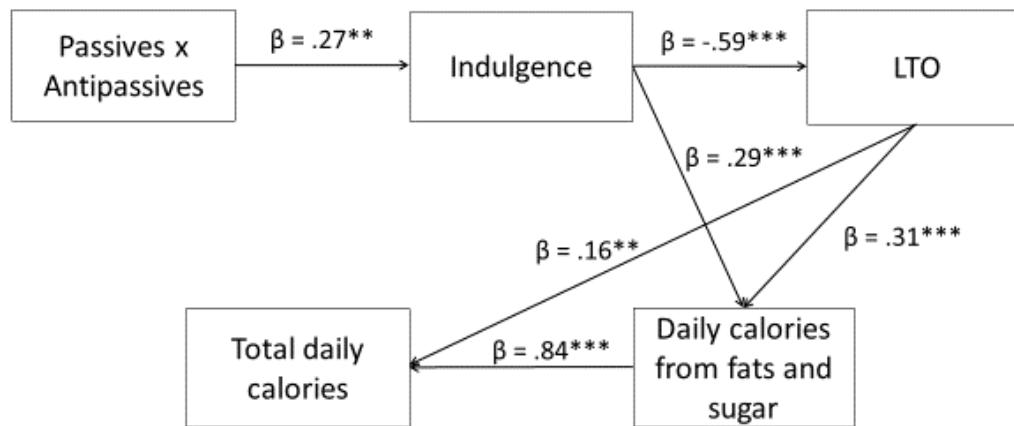 Passives x
Antipassives
β = .27**
Indulgence
β = -.59***
LTO
β = .29***
β = .31***
β = .16**
Total daily
calories
β = .84***
Daily calories
from fats and
sugar